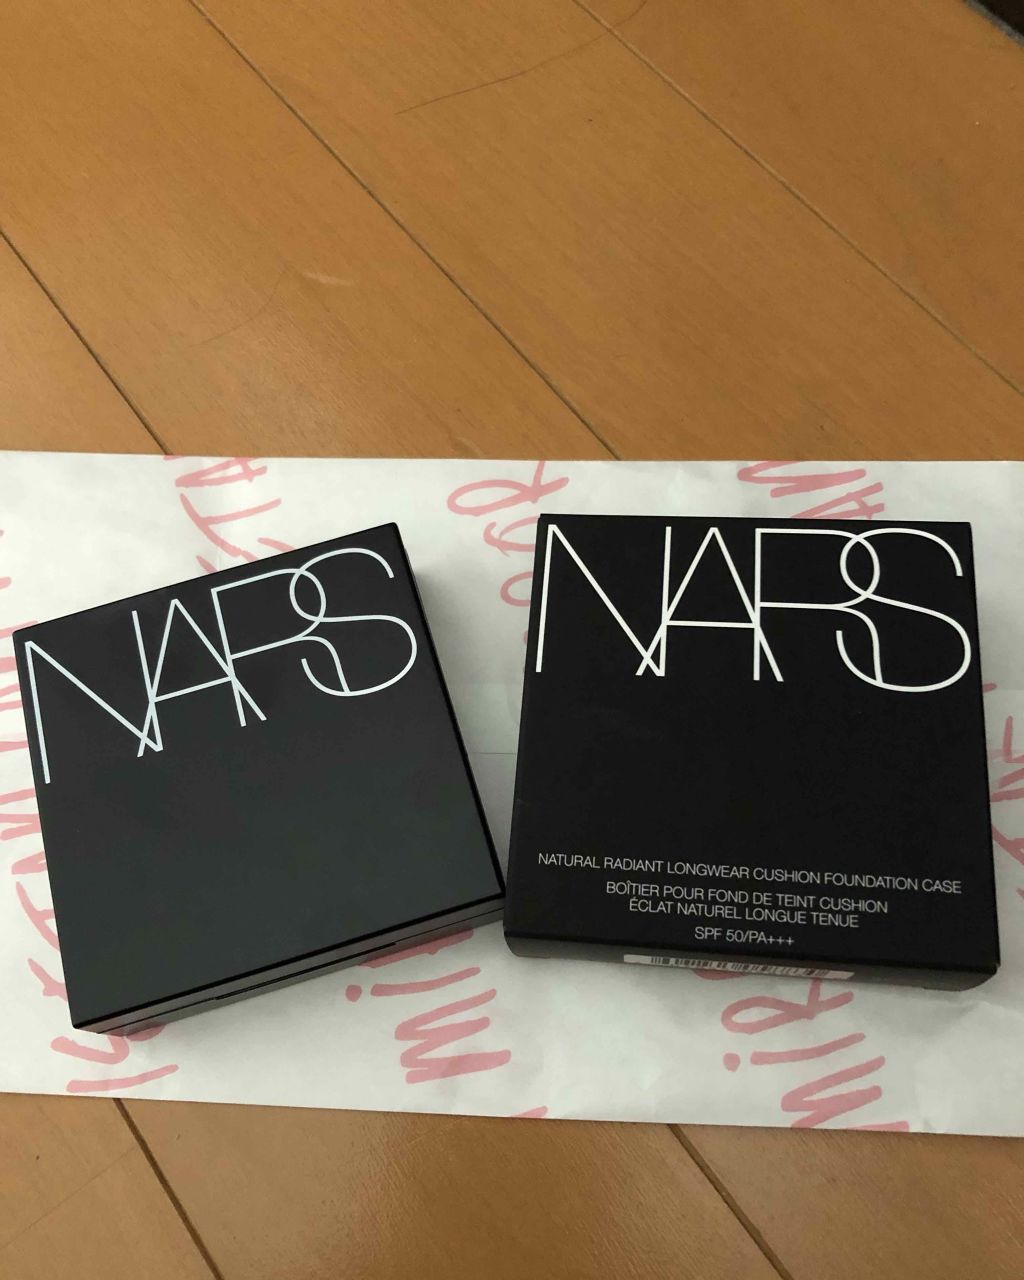 NARS
NARS
NATURAL RADIANT LONGWEAR CUSHION FOUNDATION CASE
BOÎTIER POUR FOND DE TEINT CUSHION
ÉCLAT NATUREL LONGUE TENUE
SPF 50/PA+++